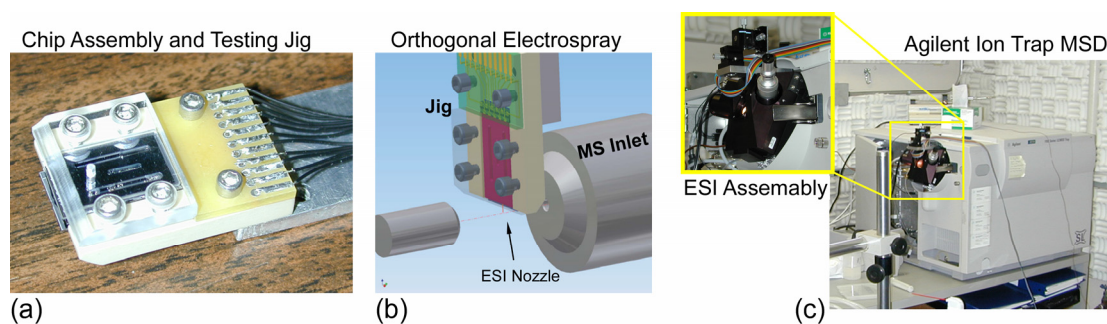 Chip Assembly and Testing Jig
(a)
Orthogonal Electrospray
Jig
MS Inlet
ESI Nozzle
(b)
Agilent Ion Trap MSD
ESI Assemably
(c)